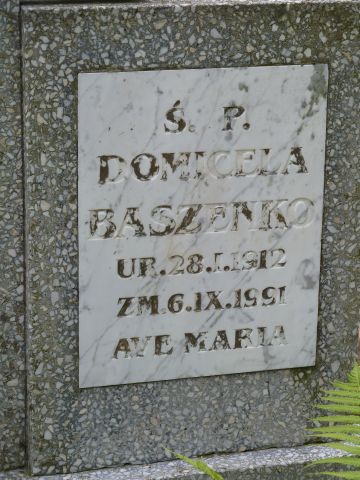 Ś. P.
DOMICELA
BASZENKO
UR.28.I.1912
ZM.6.IX.1991
AVE MARIA